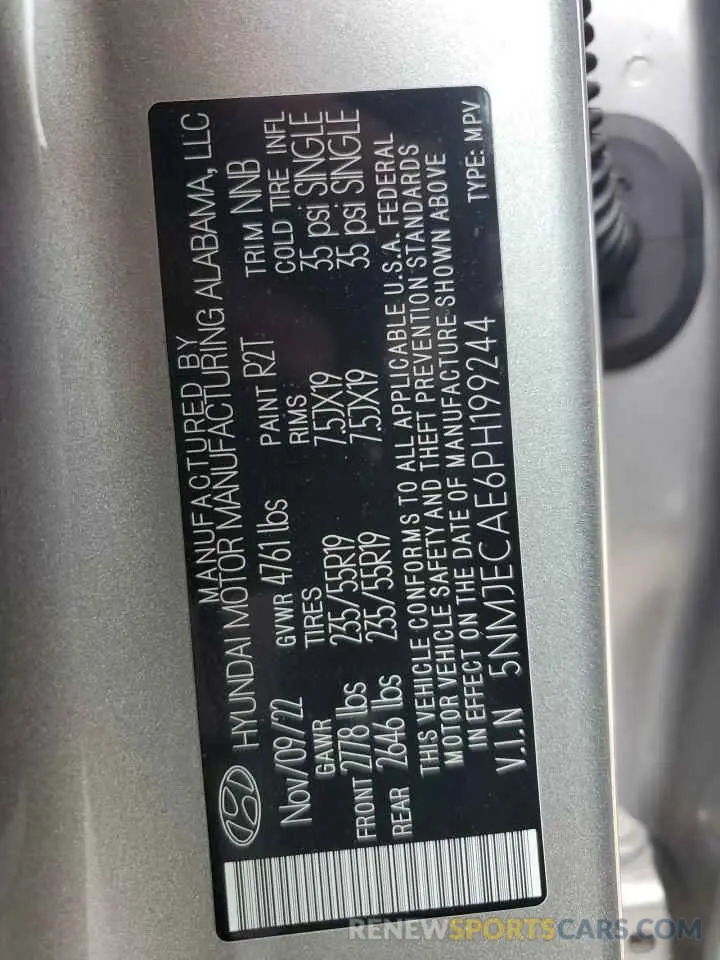 MANUFACTURED BY
HYUNDAI MOTOR MANUFACTURING ALABAMA, LLC
Nov/09/22 GVWR 4761 lbs PAINT R2T TRIM NNB
GAWR TIRES RIMS COLD TIRE INFL
FRONT 2778 lbs 235/55R19 7.5JX19 35 psi SINGLE
REAR 2646 lbs 235/55R19 7.5JX19 35 psi SINGLE
THIS VEHICLE CONFORMS TO ALL APPLICABLE U.S.A. FEDERAL
MOTOR VEHICLE SAFETY AND THEFT PREVENTION STANDARDS
IN EFFECT ON THE DATE OF MANUFACTURE SHOWN ABOVE
V.I.N 5NMJECAE6PH199244 TYPE: MPV
RENEWSPORTSCARS.COM